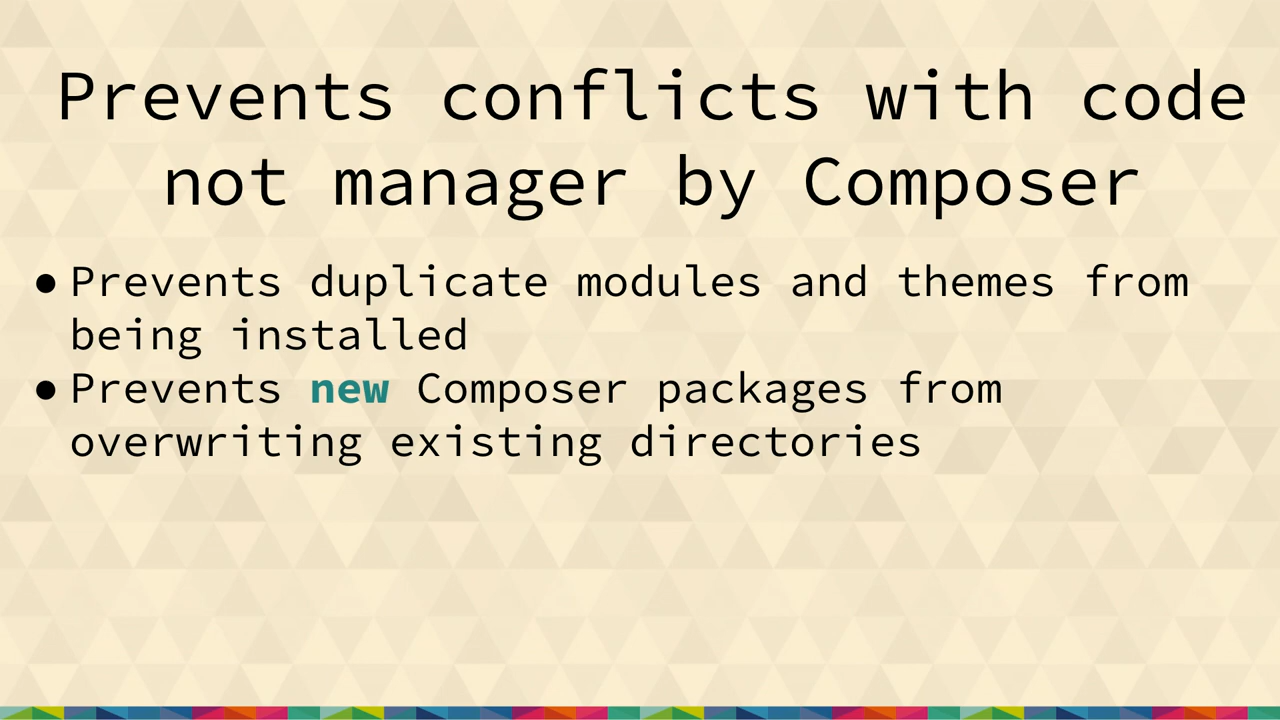 Prevents conflicts with code
not manager by Composer
● Prevents duplicate modules and themes from
being installed
● Prevents new Composer packages from
overwriting existing directories